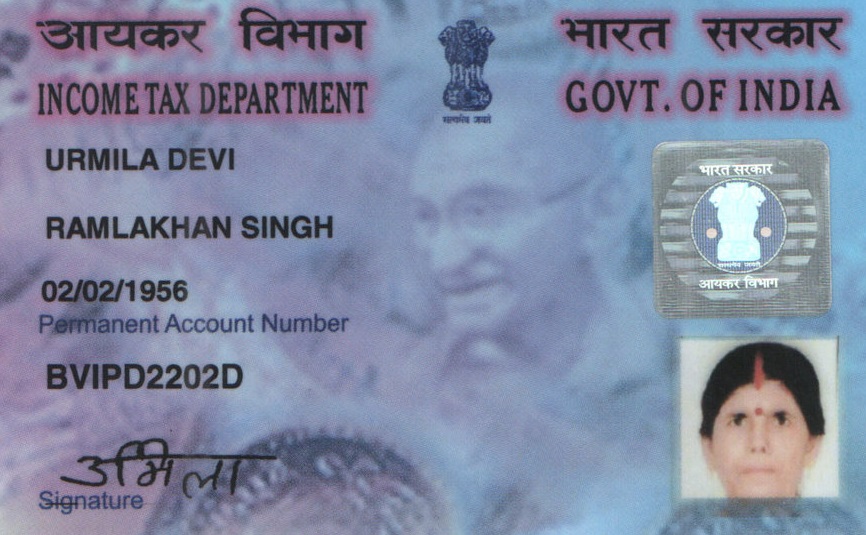 आयकर विभाग
भारत सरकार
INCOME TAX DEPARTMENT
GOVT. OF INDIA
सत्यमेव जयते
URMILA DEVI
RAMLAKHAN SINGH
02/02/1956
Permanent Account Number
BVIPD2202D
उर्मिला
Signature
भारत सरकार
सत्यमेव जयते
आयकर विभाग